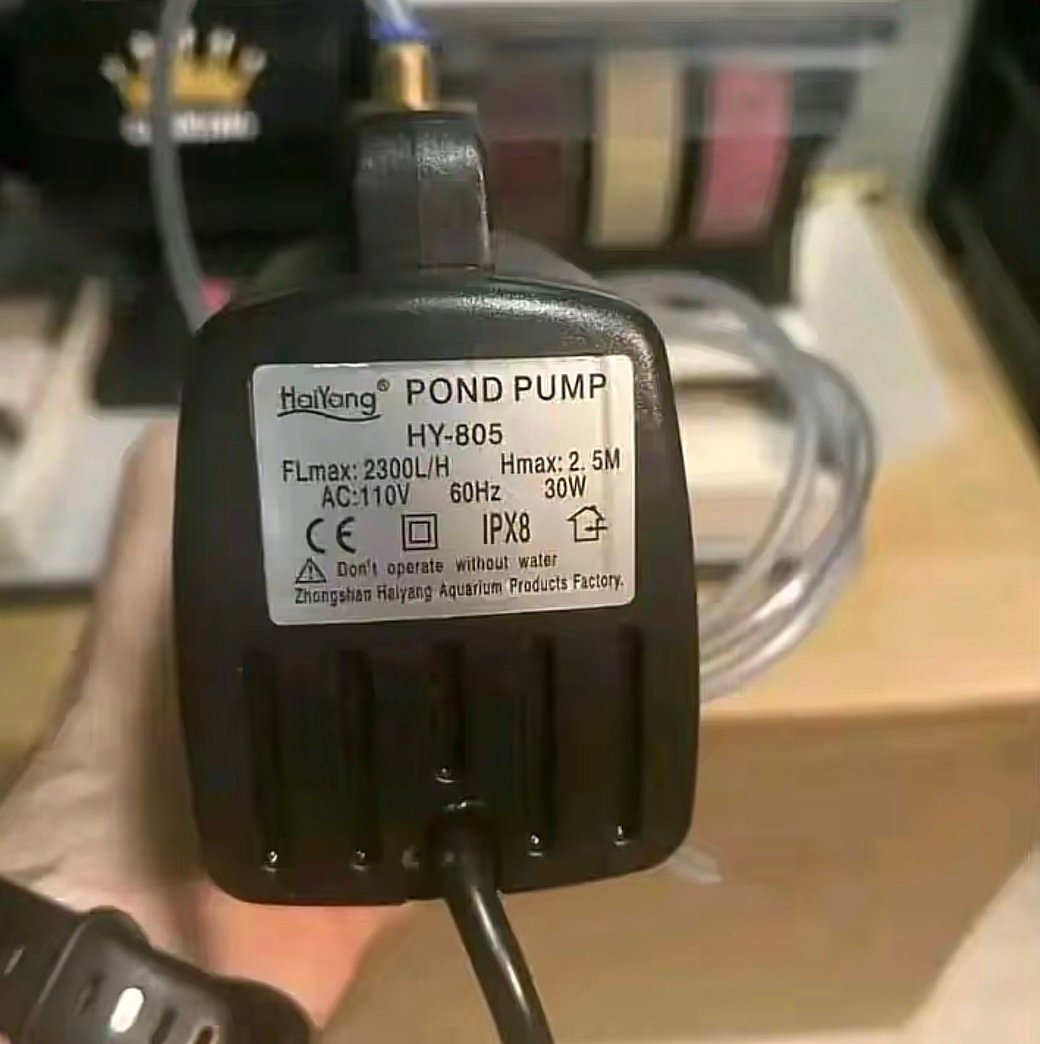 HaiYang® POND PUMP
HY-805
FLmax: 2300L/H Hmax: 2.5M
AC:110V 60Hz 30W
CE IPX8
Don't operate without water
Zhongshan Haiyang Aquarium Products Factory.